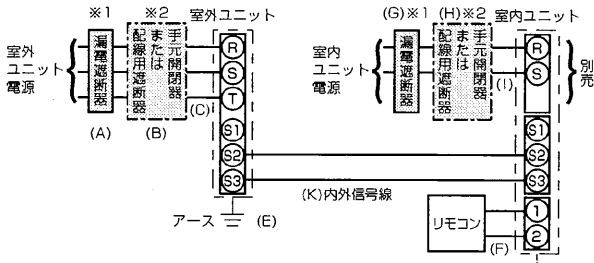 ※1
※2
室外ユニット
(G)※1
(H)※2
室内ユニット
室外
ユニット
電源
漏電遮断器
手元開閉器
または
配線用遮断器
R
S
T
S1
S2
S3
(A)
(B)
(C)
室内
ユニット
電源
漏電遮断器
手元開閉器
または
配線用遮断器
(I)
R
S
別売
S1
S2
S3
(K)内外信号線
アース
(E)
リモコン
(F)
1
2